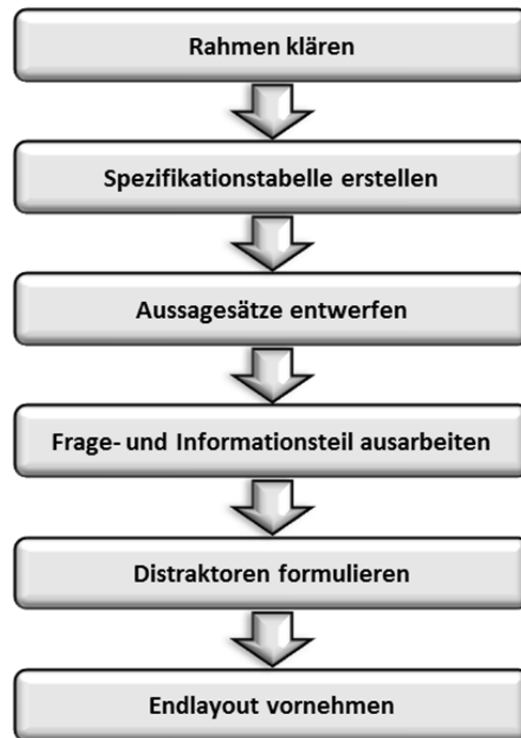 Rahmen klären
Spezifikationstabelle erstellen
Aussagesätze entwerfen
Frage- und Informationsteil ausarbeiten
Distraktoren formulieren
Endlayout vornehmen